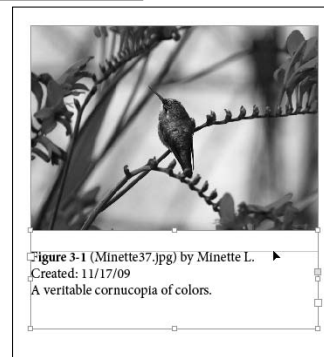 Figure 3-1 (Minette37.jpg) by Minette L.
Created: 11/17/09
A veritable cornucopia of colors.